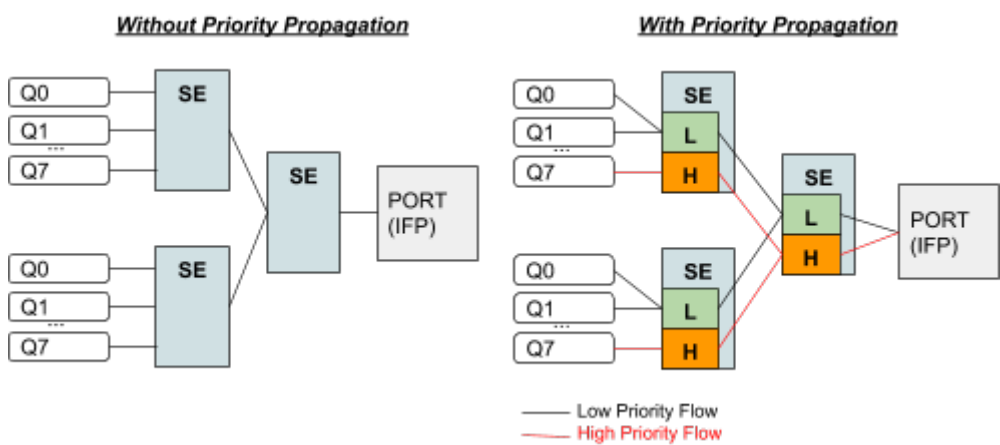 Without Priority Propagation
Q0
Q1
...
Q7
SE
Q0
Q1
...
Q7
SE
SE
PORT
(IFP)
With Priority Propagation
Q0
Q1
...
Q7
SE
L
H
Q0
Q1
...
Q7
SE
L
H
SE
L
H
PORT
(IFP)
Low Priority Flow
High Priority Flow